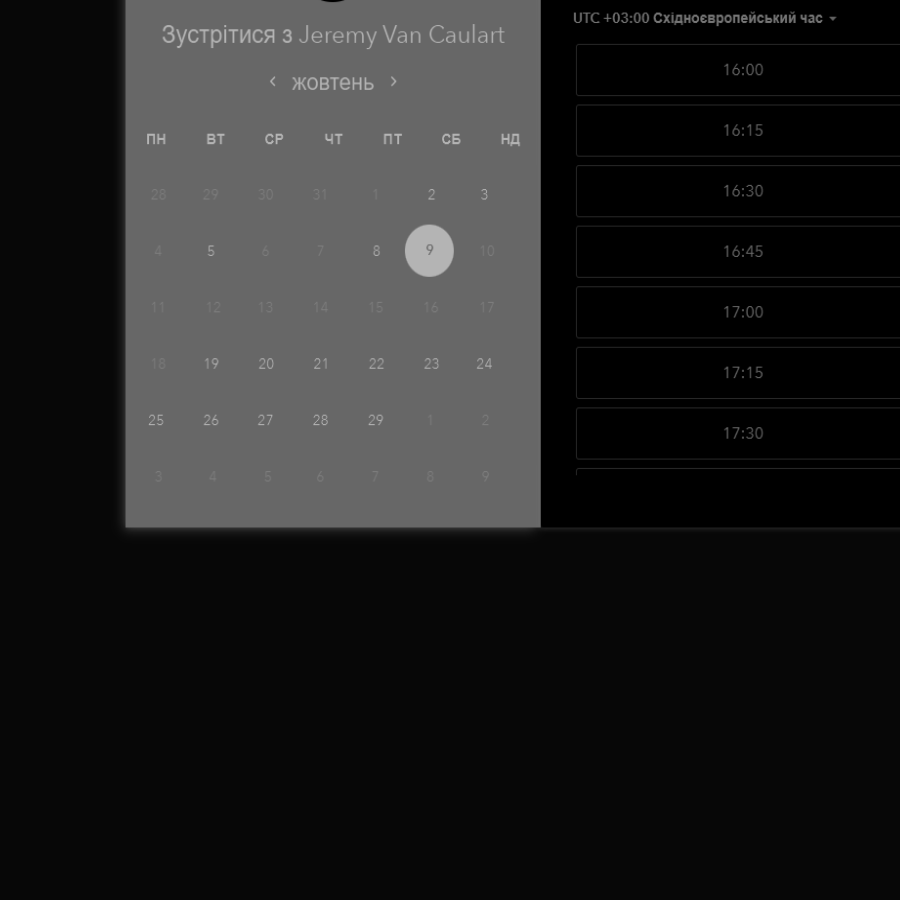 Зустрітися з Jeremy Van Caulart
жовтень
ПН ВТ СР ЧТ ПТ СБ НД
28 29 30 31 1 2 3
4 5 6 7 8 9 10
11 12 13 14 15 16 17
18 19 20 21 22 23 24
25 26 27 28 29 1 2
3 4 5 6 7 8 9
UTC +03:00 Східноєвропейський час
16:00
16:15
16:30
16:45
17:00
17:15
17:30